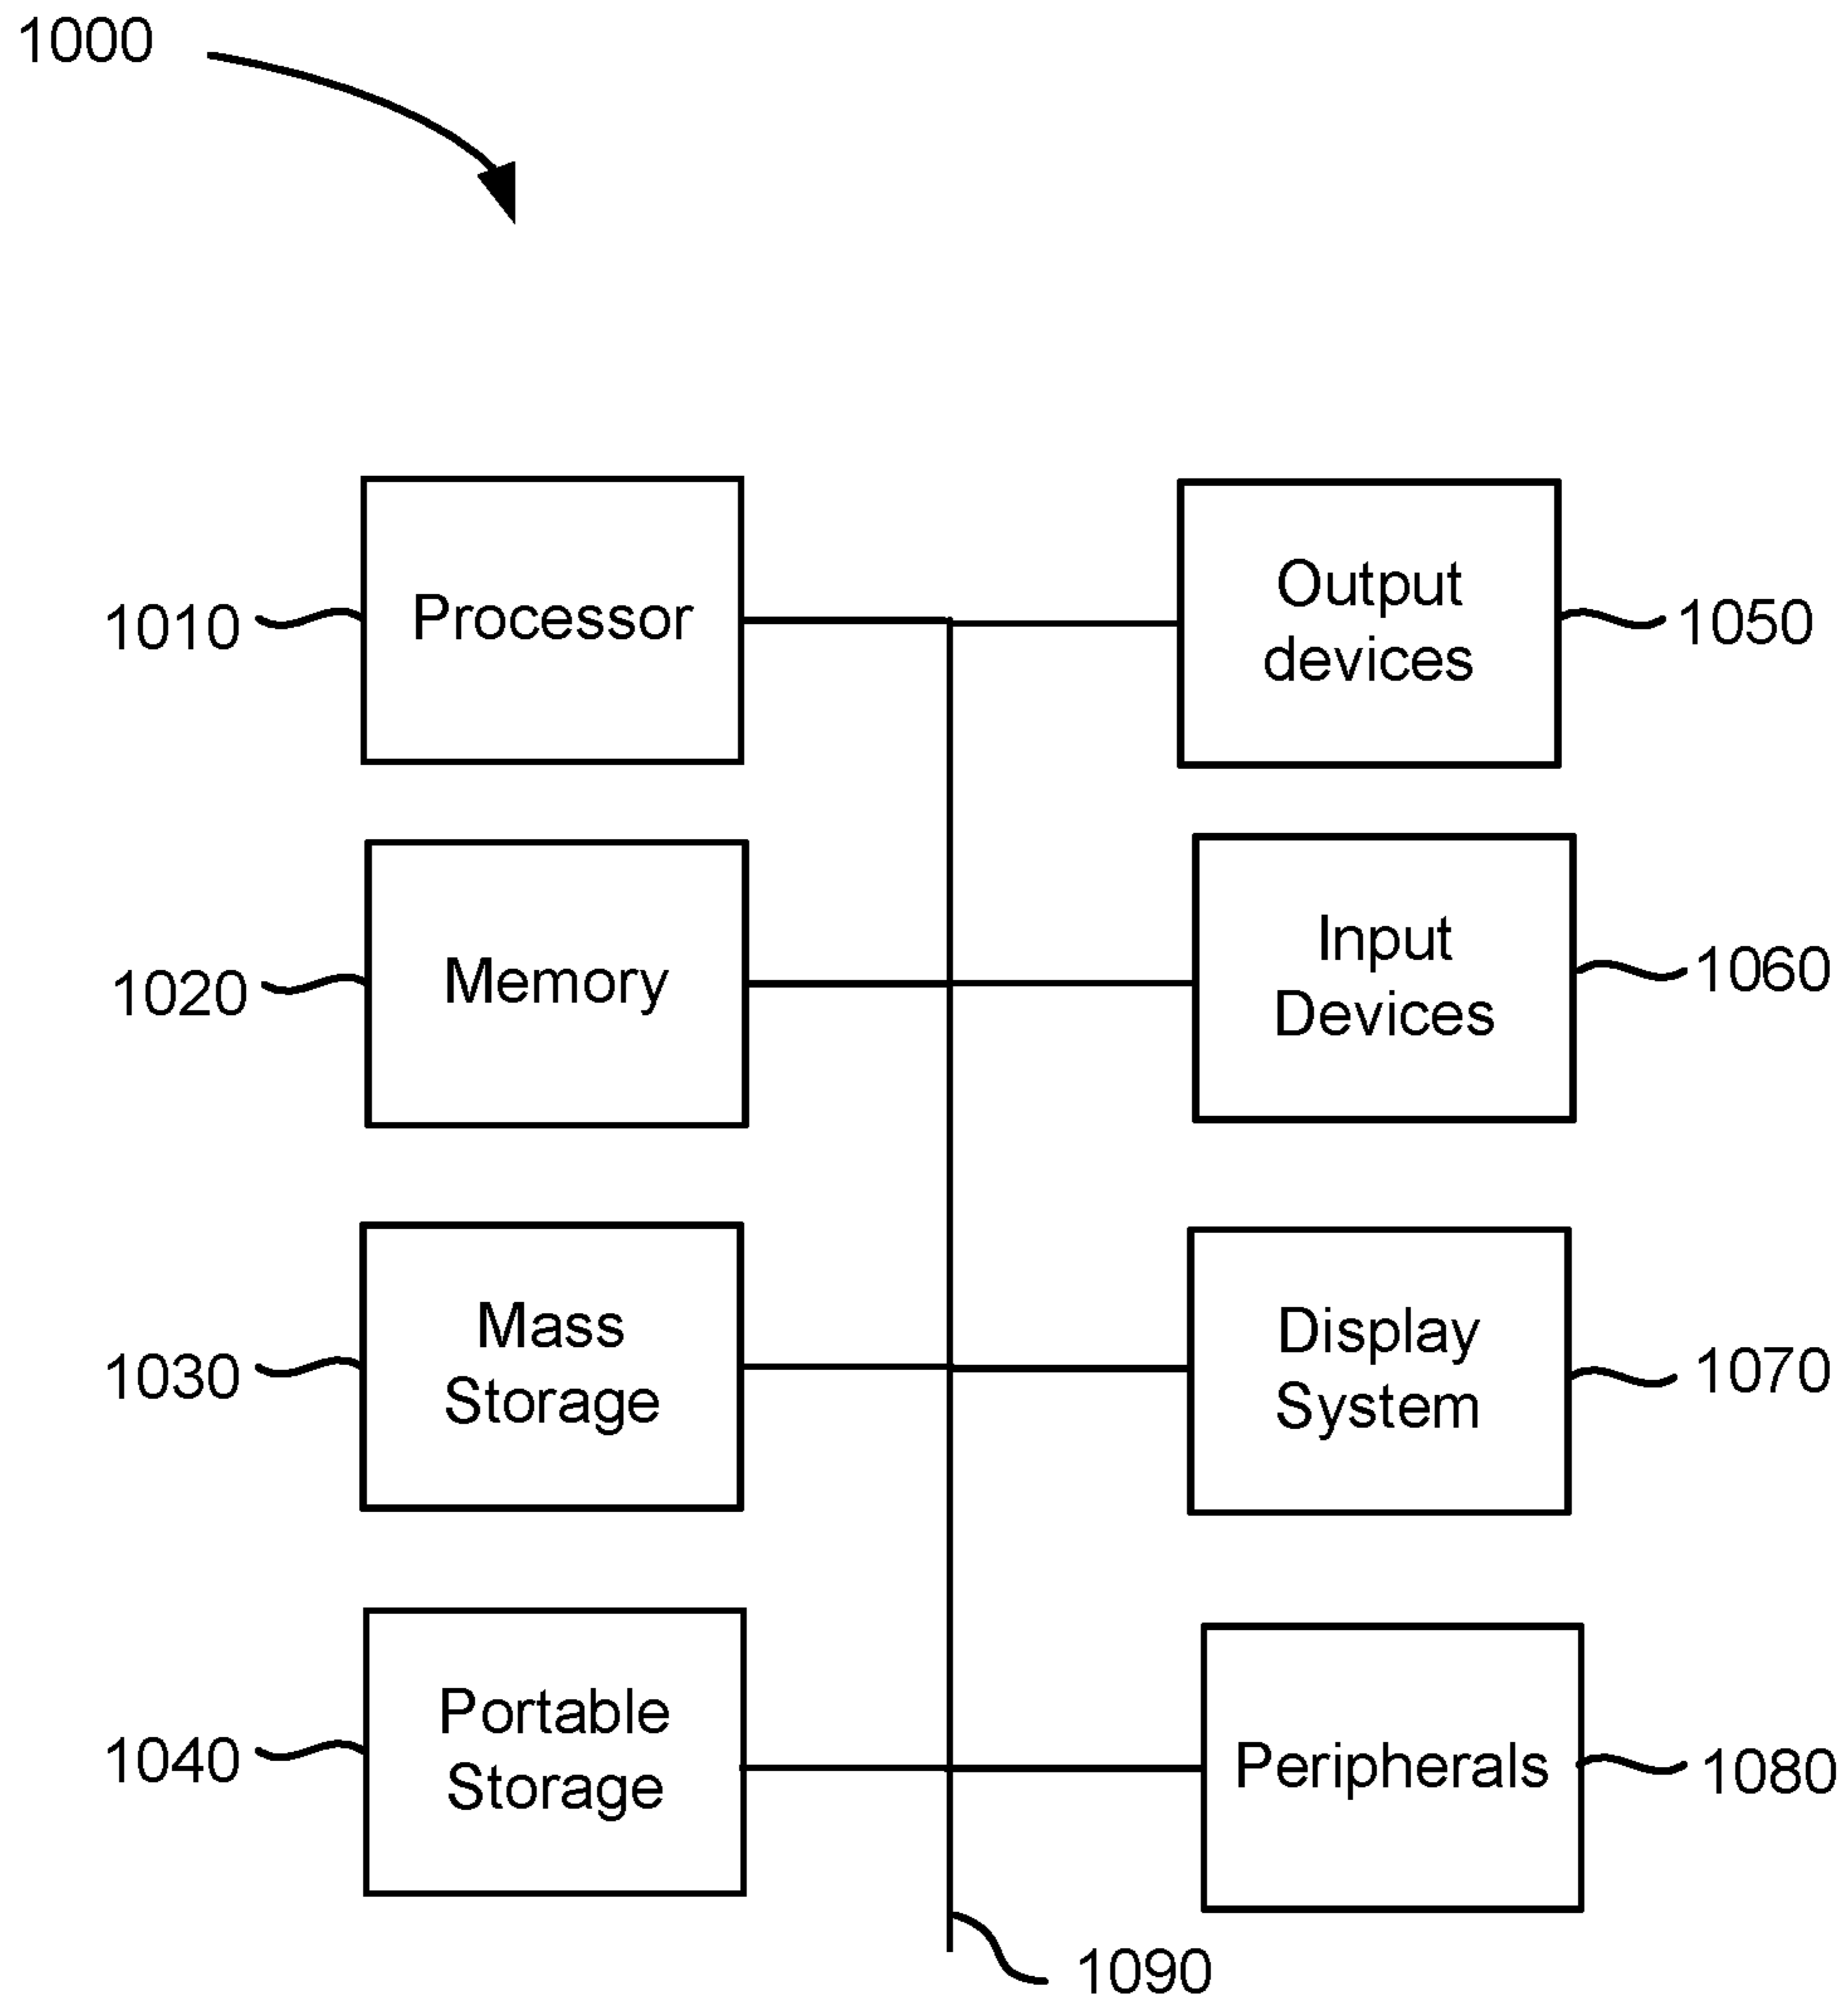 1000
Processor
1010
Output
devices
1050
Memory
1020
Input
Devices
1060
Mass
Storage
1030
Display
System
1070
Portable
Storage
1040
Peripherals
1080
1090